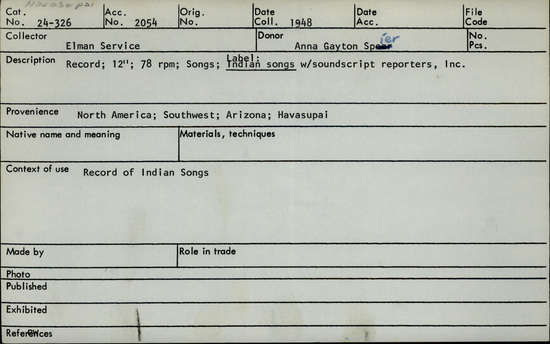 Havasupai
Cat. No. 24-326 Acc. No. 2054 Orig. No. Date Coll. 1948 Date Acc. File Code
Collector Elman Service Donor Anna Gayton Spier No. Pcs.
Description Record; 12"; 78 rpm; Songs; Label: Indian songs w/soundscript reporters, Inc.
Provenience North America; Southwest; Arizona; Havasupai
Native name and meaning Materials, techniques
Context of use Record of Indian Songs
Made by Role in trade
Photo
Published
Exhibited
References